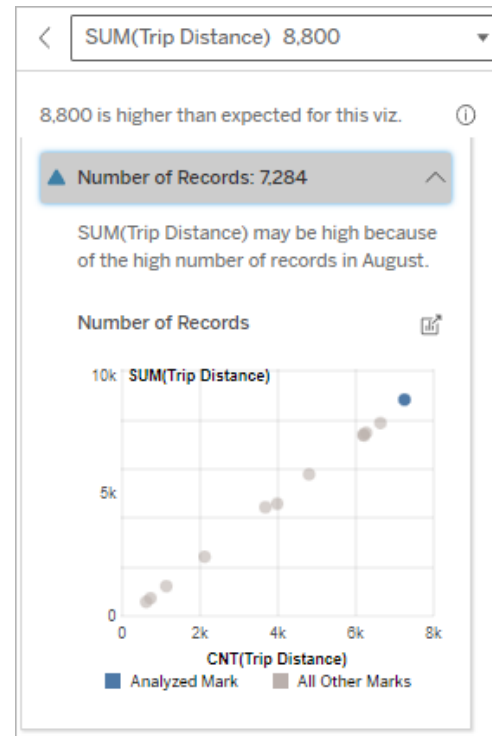 SUM(Trip Distance) 8,800
8,800 is higher than expected for this viz.
Number of Records: 7,284
SUM(Trip Distance) may be high because
of the high number of records in August.
Number of Records
10k SUM(Trip Distance)
5k
0
0 2k 4k 6k 8k
CNT(Trip Distance)
Analyzed Mark All Other Marks